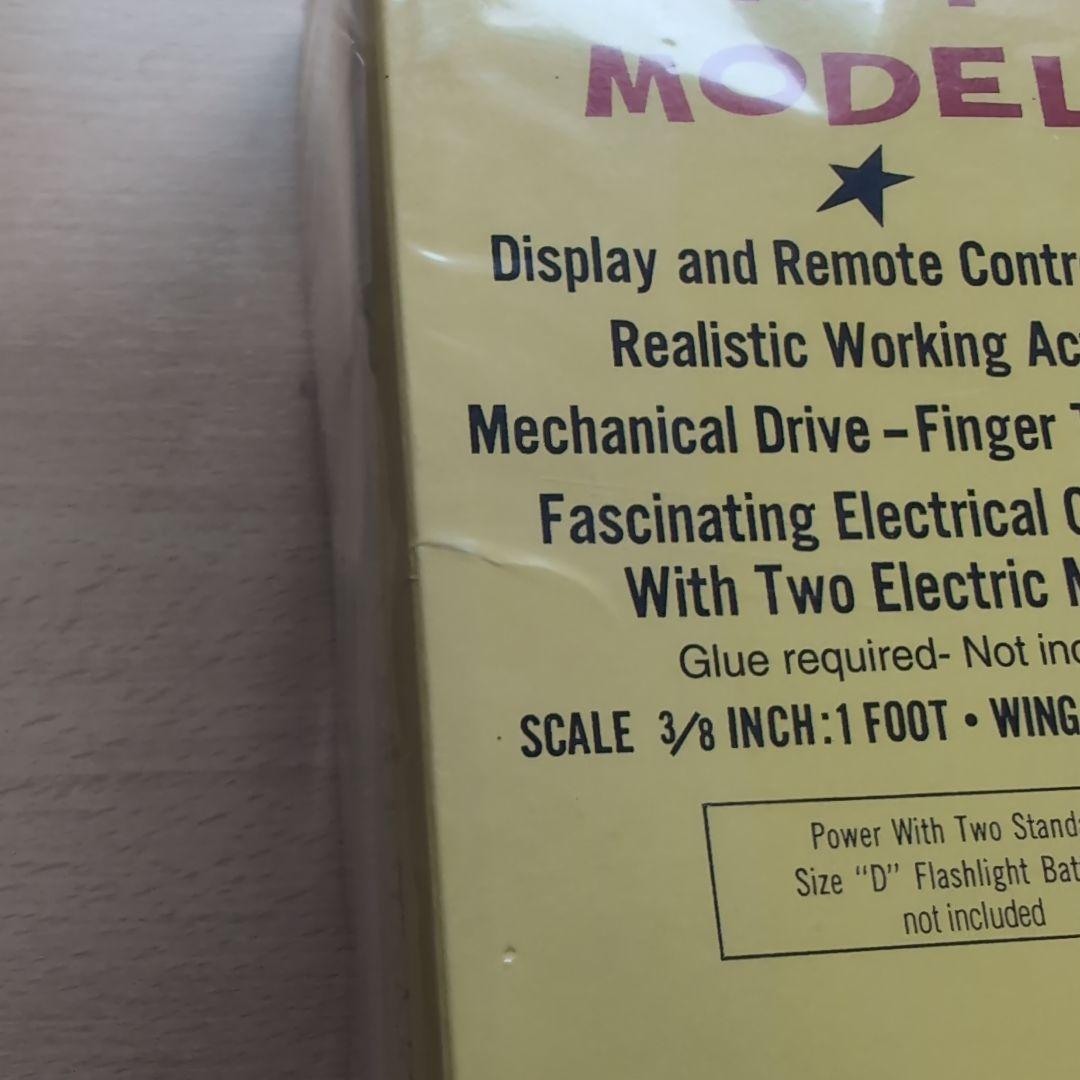 MODEL
Display and Remote Contr
Realistic Working Ac
Mechanical Drive – Finger
Fascinating Electrical
With Two Electric
Glue required- Not inc
SCALE 3/8 INCH:1 FOOT • WING
Power With Two Stand
Size “D” Flashlight Bat
not included